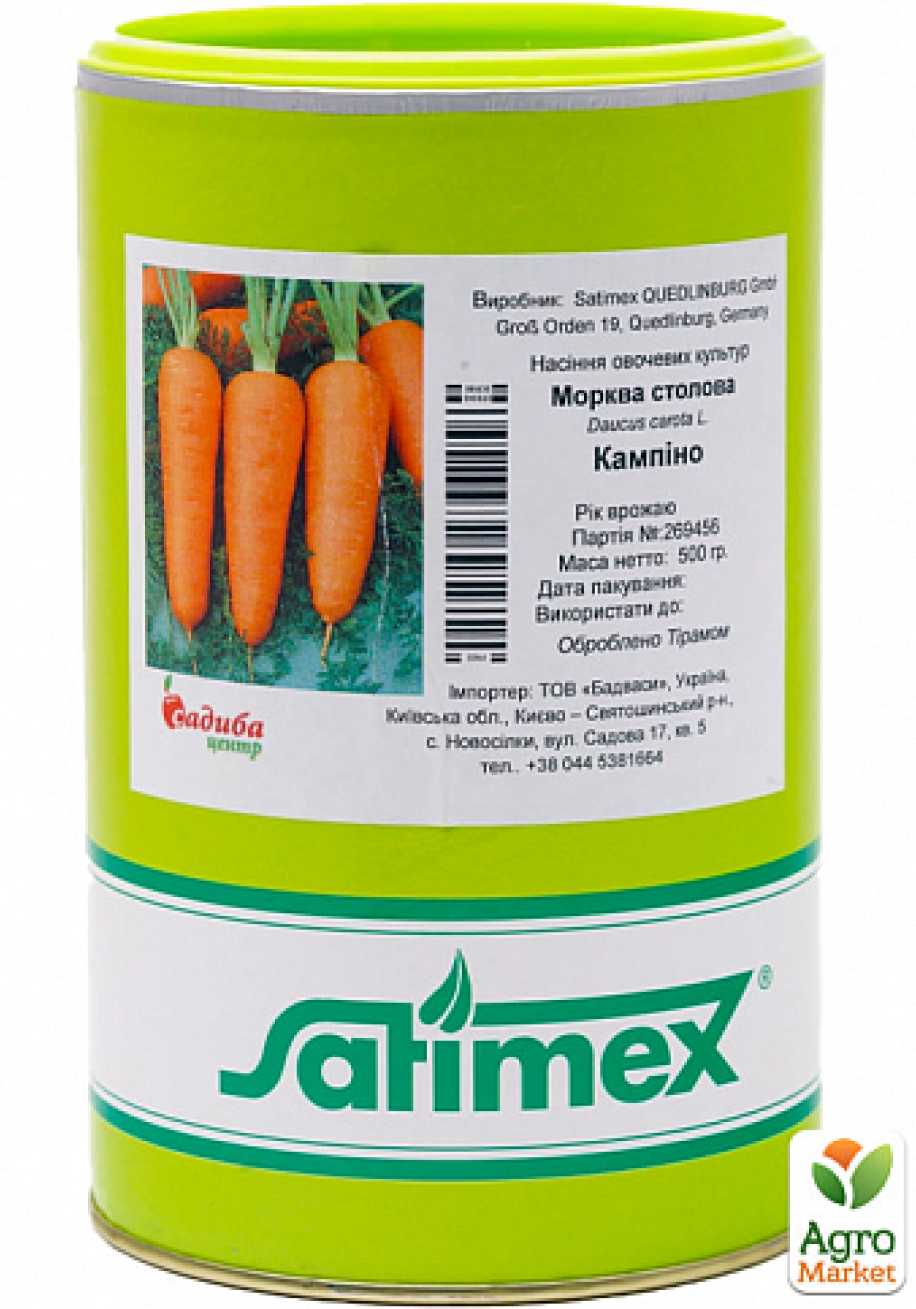 Виробник: Satimex QUEDLINBURG GmbH
Groß Orden 19, Quedlinburg, Germany
Насіння овочевих культур
Морква столова
Daucus carota L.
Кампіно
Рік врожаю
Партія №:269456
Маса нетто: 500 гр.
Дата пакування:
Використати до:
Оброблено Тірамом
Імпортер: ТОВ «Бадваси», Україна,
Київська обл., Києво – Святошинський р-н,
с. Новосілки, вул. Садова 17, кв. 5
тел.. +38 044 5381664
Садиба
центр
Satimex®
Agro
Market